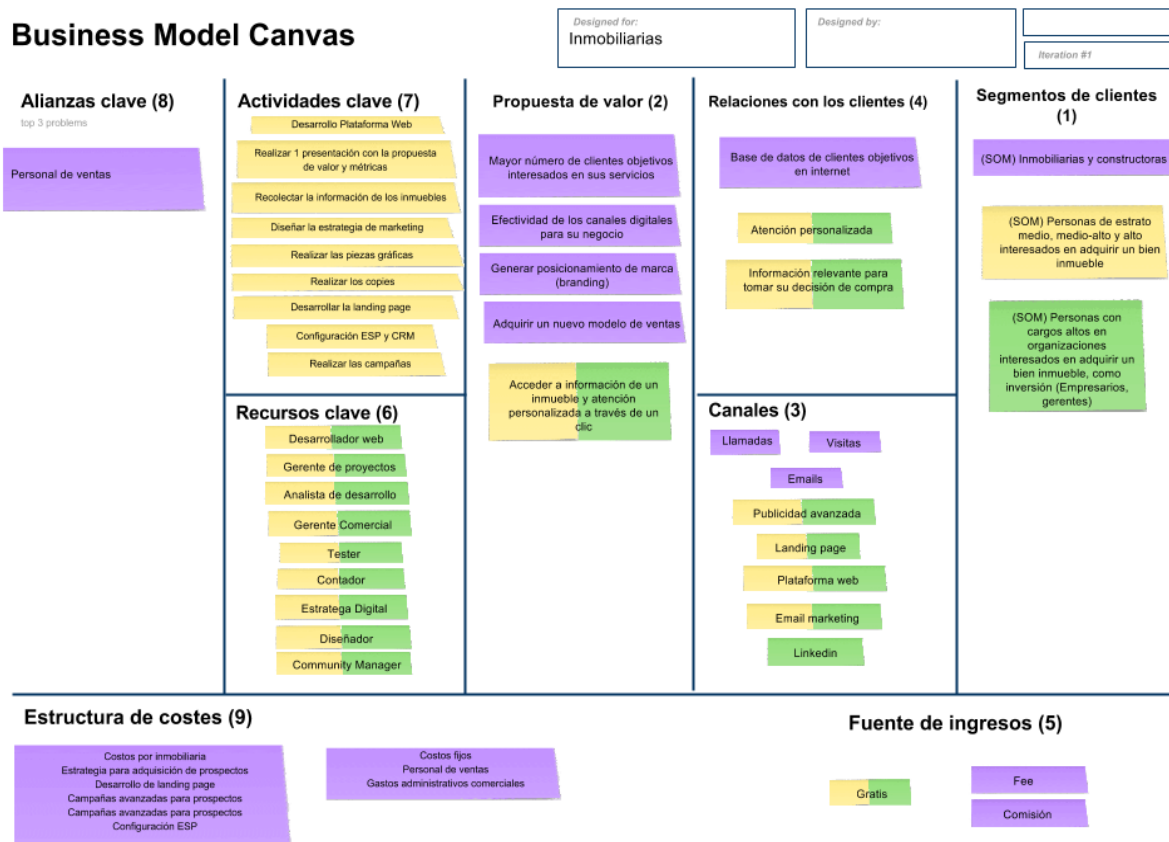 Business Model Canvas
Designed for:
Inmobiliarias
Designed by:
Iteration #1
Alianzas clave (8)
top 3 problems
Personal de ventas
Actividades clave (7)
Desarrollo Plataforma Web
Realizar 1 presentación con la propuesta
de valor y métricas
Recolectar la información de los inmuebles
Diseñar la estrategia de marketing
Realizar las piezas gráficas
Realizar los copies
Desarrollar la landing page
Configuración ESP y CRM
Realizar las campañas
Recursos clave (6)
Desarrollador web
Gerente de proyectos
Analista de desarrollo
Gerente Comercial
Tester
Contador
Estratega Digital
Diseñador
Community Manager
Propuesta de valor (2)
Mayor número de clientes objetivos
interesados en sus servicios
Efectividad de los canales digitales
para su negocio
Generar posicionamiento de marca
(branding)
Adquirir un nuevo modelo de ventas
Acceder a información de un
inmueble y atención
personalizada a través de un
clic
Relaciones con los clientes (4)
Base de datos de clientes objetivos
en internet
Atención personalizada
Información relevante para
tomar su decisión de compra
Canales (3)
Llamadas
Visitas
Emails
Publicidad avanzada
Landing page
Plataforma web
Email marketing
Linkedin
Segmentos de clientes
(1)
(SOM) Inmobiliarias y constructoras
(SOM) Personas de estrato
medio, medio-alto y alto
interesados en adquirir un bien
inmueble
(SOM) Personas con
cargos altos en
organizaciones
interesados en adquirir un
bien inmueble, como
inversión (Empresarios,
gerentes)
Estructura de costes (9)
Costos por inmobiliaria
Estrategia para adquisición de prospectos
Desarrollo de landing page
Campañas avanzadas para prospectos
Campañas avanzadas para prospectos
Configuración ESP
Costos fijos
Personal de ventas
Gastos administrativos comerciales
Fuente de ingresos (5)
Gratis
Fee
Comisión